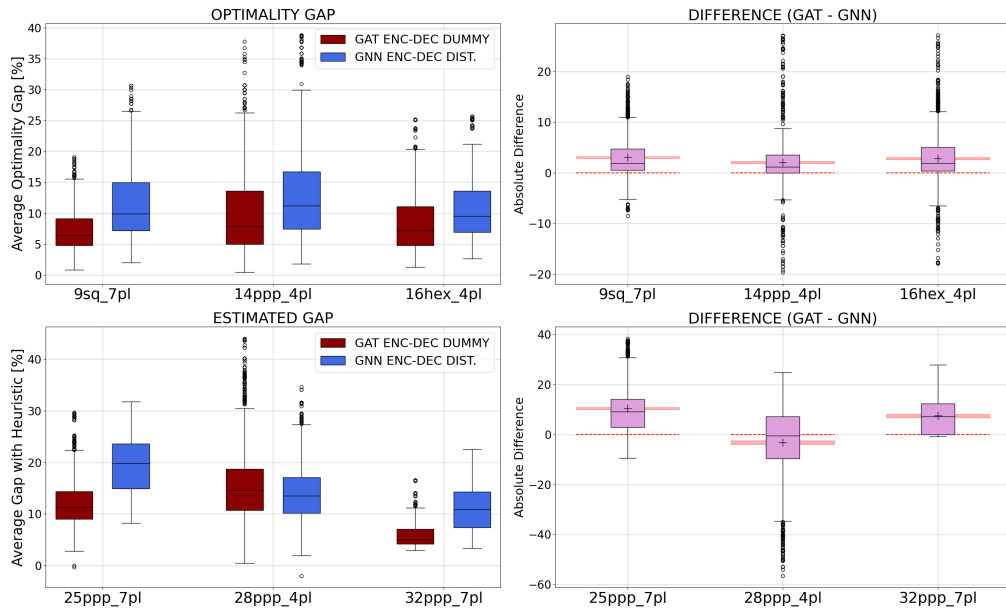 OPTIMALITY GAP
Average Optimality Gap [%]
40
35
30
25
20
15
10
5
0
GAT ENC-DEC DUMMY
GNN ENC-DEC DIST.
9sq_7pl 14ppp_4pl 16hex_4pl
DIFFERENCE (GAT - GNN)
Absolute Difference
20
10
0
−10
−20
9sq_7pl 14ppp_4pl 16hex_4pl
ESTIMATED GAP
Average Gap with Heuristic [%]
40
30
20
10
0
GAT ENC-DEC DUMMY
GNN ENC-DEC DIST.
25ppp_7pl 28ppp_4pl 32ppp_7pl
DIFFERENCE (GAT - GNN)
Absolute Difference
40
20
0
−20
−40
−60
25ppp_7pl 28ppp_4pl 32ppp_7pl